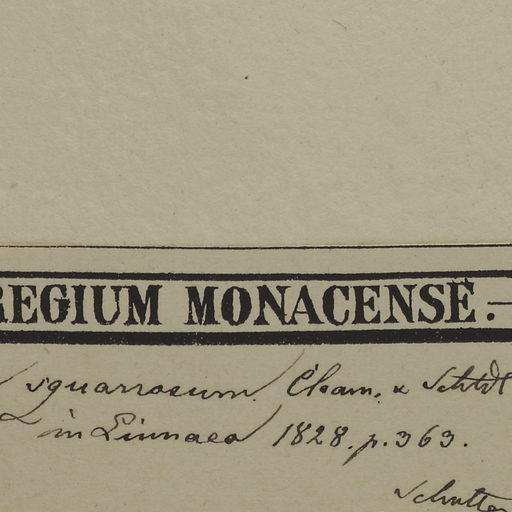 REGIUM MONACENSE.—
squarrosum Cham. & Schltdl
in Linnaea 1828. p. 363.